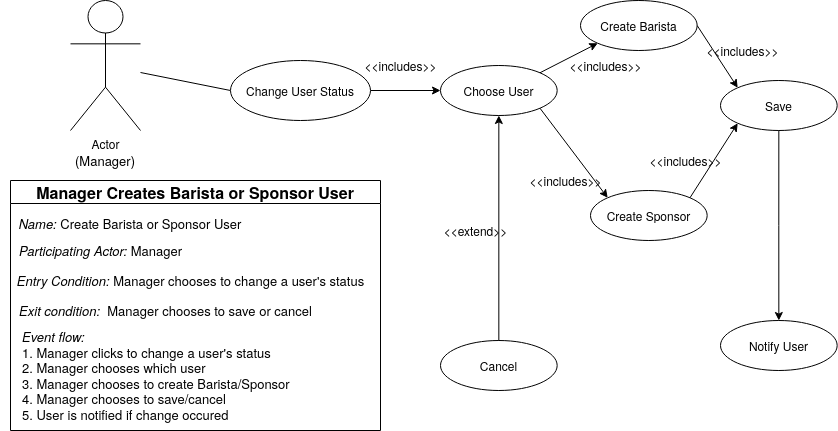 Create Barista
<<includes>>
<<includes>>
<<includes>>
Change User Status
Choose User
Save
Actor
(Manager)
<<includes>>
<<includes>>
Create Sponsor
<<extend>>
Notify User
Cancel
Manager Creates Barista or Sponsor User
Name: Create Barista or Sponsor User
Participating Actor: Manager
Entry Condition: Manager chooses to change a user's status
Exit condition: Manager chooses to save or cancel
Event flow:
1. Manager clicks to change a user's status
2. Manager chooses which user
3. Manager chooses to create Barista/Sponsor
4. Manager chooses to save/cancel
5. User is notified if change occured